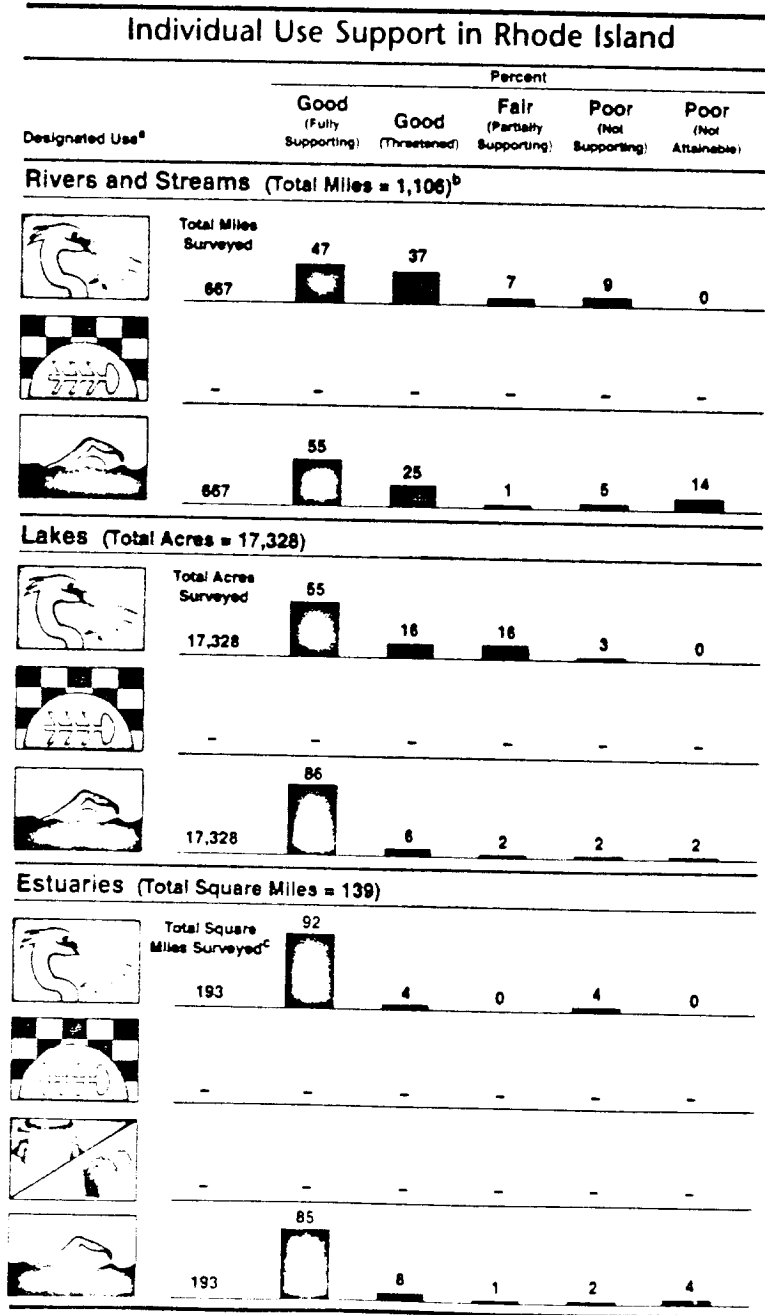 Individual Use Support in Rhode Island
Percent
Designated Useᵃ
Good (Fully Supporting)
Good (Threatened)
Fair (Partially Supporting)
Poor (Not Supporting)
Poor (Not Attainable)
Rivers and Streams (Total Miles = 1,106)ᵇ
Total Miles Surveyed
667 47 37 7 9 0
- - - - - -
667 55 25 1 5 14
Lakes (Total Acres = 17,328)
Total Acres Surveyed
17,328 55 16 16 3 0
- - - - - -
17,328 86 6 2 2 2
Estuaries (Total Square Miles = 139)
Total Square Miles Surveyedᶜ
193 92 4 0 4 0
- - - - - -
- - - - - -
193 85 8 1 2 4